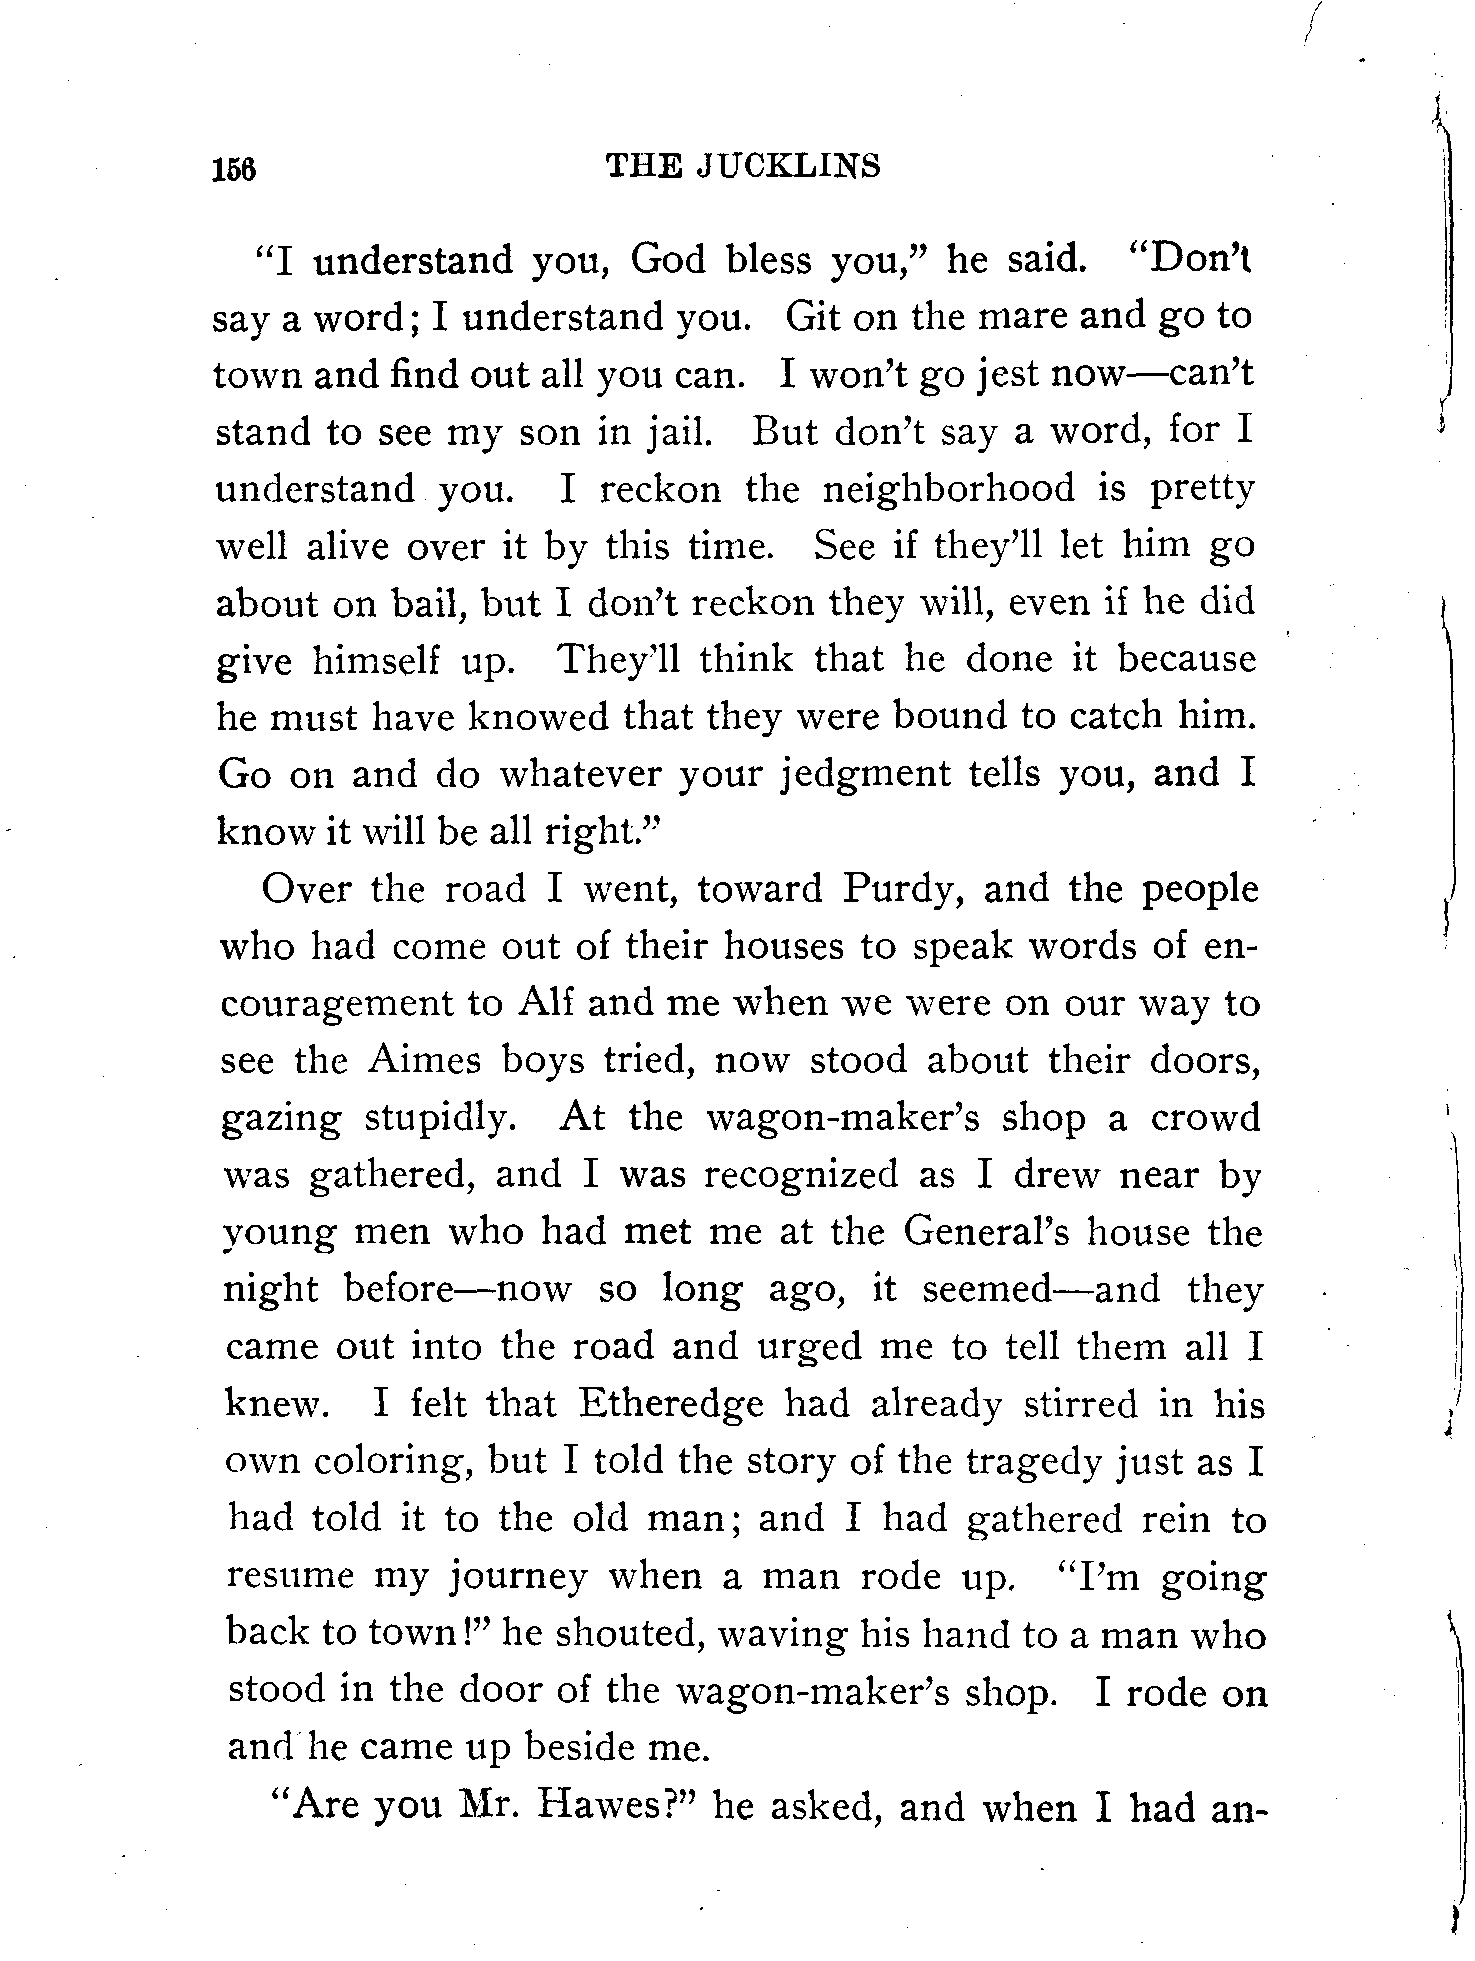 156 THE JUCKLINS
"I understand you, God bless you," he said. "Don't
say a word; I understand you. Git on the mare and go to
town and find out all you can. I won't go jest now—can't
stand to see my son in jail. But don't say a word, for I
understand you. I reckon the neighborhood is pretty
well alive over it by this time. See if they'll let him go
about on bail, but I don't reckon they will, even if he did
give himself up. They'll think that he done it because
he must have knowed that they were bound to catch him.
Go on and do whatever your jedgment tells you, and I
know it will be all right."
Over the road I went, toward Purdy, and the people
who had come out of their houses to speak words of en-
couragement to Alf and me when we were on our way to
see the Aimes boys tried, now stood about their doors,
gazing stupidly. At the wagon-maker's shop a crowd
was gathered, and I was recognized as I drew near by
young men who had met me at the General's house the
night before—now so long ago, it seemed—and they
came out into the road and urged me to tell them all I
knew. I felt that Etheredge had already stirred in his
own coloring, but I told the story of the tragedy just as I
had told it to the old man; and I had gathered rein to
resume my journey when a man rode up. "I'm going
back to town!" he shouted, waving his hand to a man who
stood in the door of the wagon-maker's shop. I rode on
and he came up beside me.
"Are you Mr. Hawes?" he asked, and when I had an-